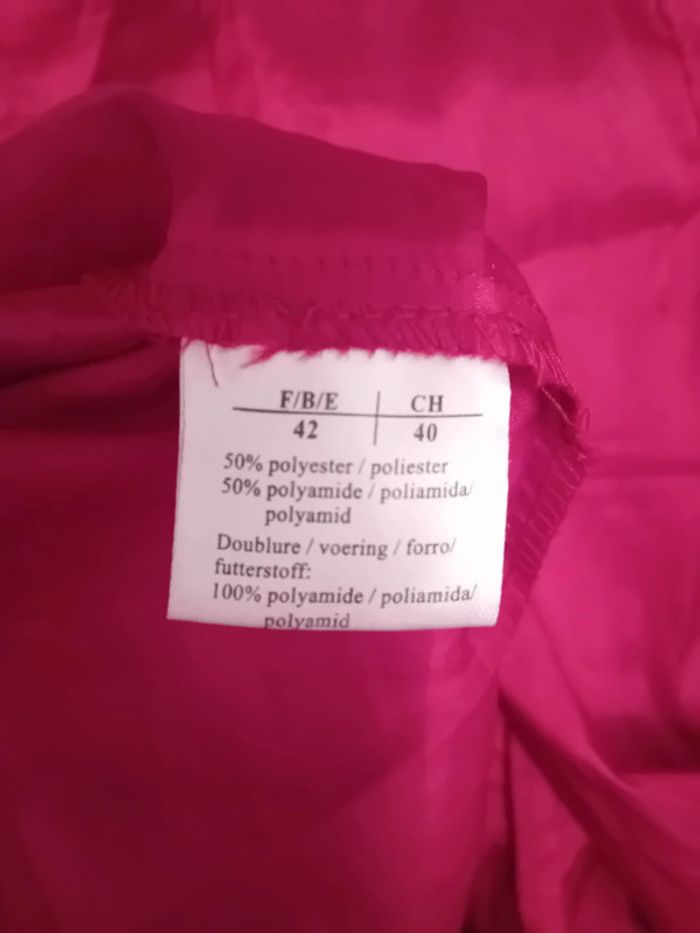 F/B/E | CH
42 | 40
50% polyester / poliester
50% polyamide / poliamida/
polyamid
Doublure / voering / forro/
futterstoff:
100% polyamide / poliamida/
polyamid